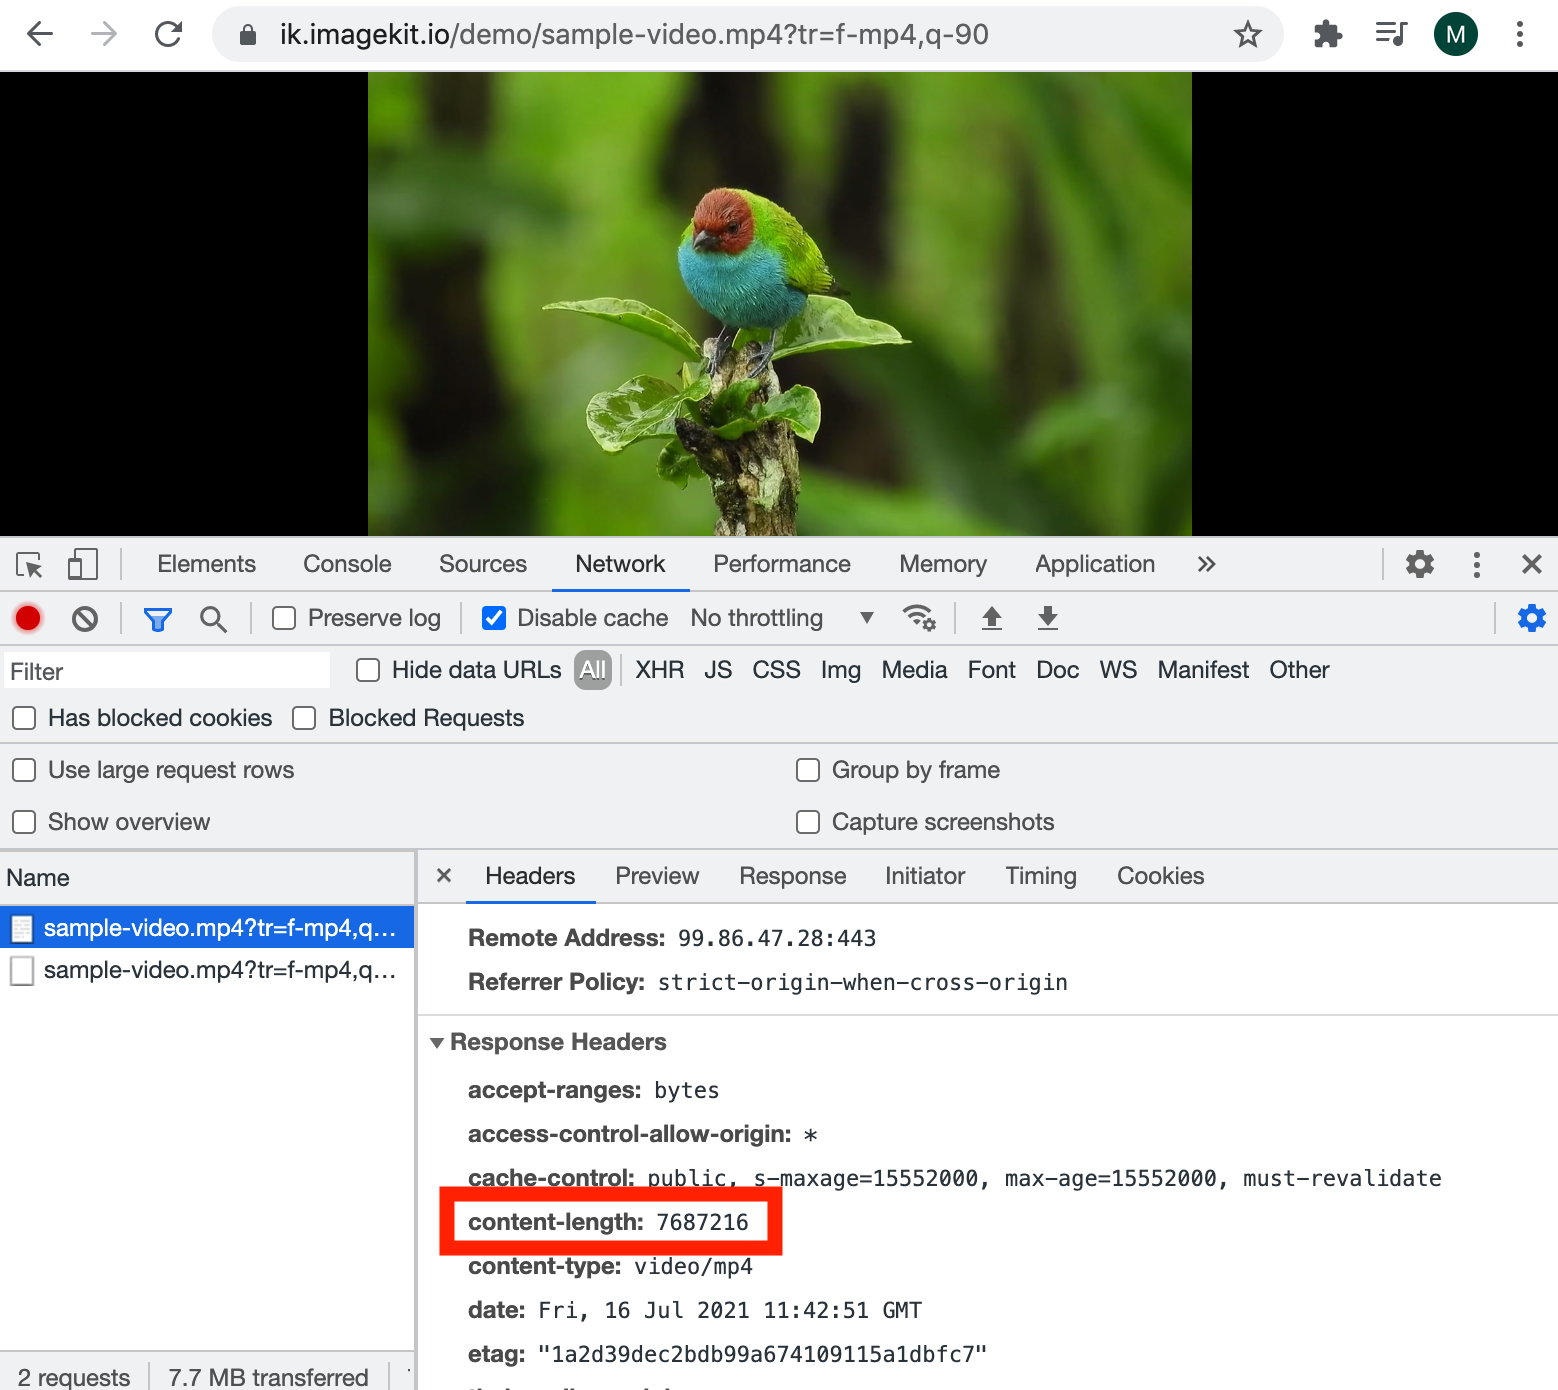 ik.imagekit.io/demo/sample-video.mp4?tr=f-mp4,q-90 M
Elements Console Sources Network Performance Memory Application »
Preserve log Disable cache No throttling
Filter Hide data URLs All XHR JS CSS Img Media Font Doc WS Manifest Other
Has blocked cookies Blocked Requests
Use large request rows Group by frame
Show overview Capture screenshots
Name × Headers Preview Response Initiator Timing Cookies
sample-video.mp4?tr=f-mp4,q...
sample-video.mp4?tr=f-mp4,q...
Remote Address: 99.86.47.28:443
Referrer Policy: strict-origin-when-cross-origin
Response Headers
accept-ranges: bytes
access-control-allow-origin: *
cache-control: public, s-maxage=15552000, max-age=15552000, must-revalidate
content-length: 7687216
content-type: video/mp4
date: Fri, 16 Jul 2021 11:42:51 GMT
etag: "1a2d39dec2bdb99a674109115a1dbfc7"
2 requests 7.7 MB transferred